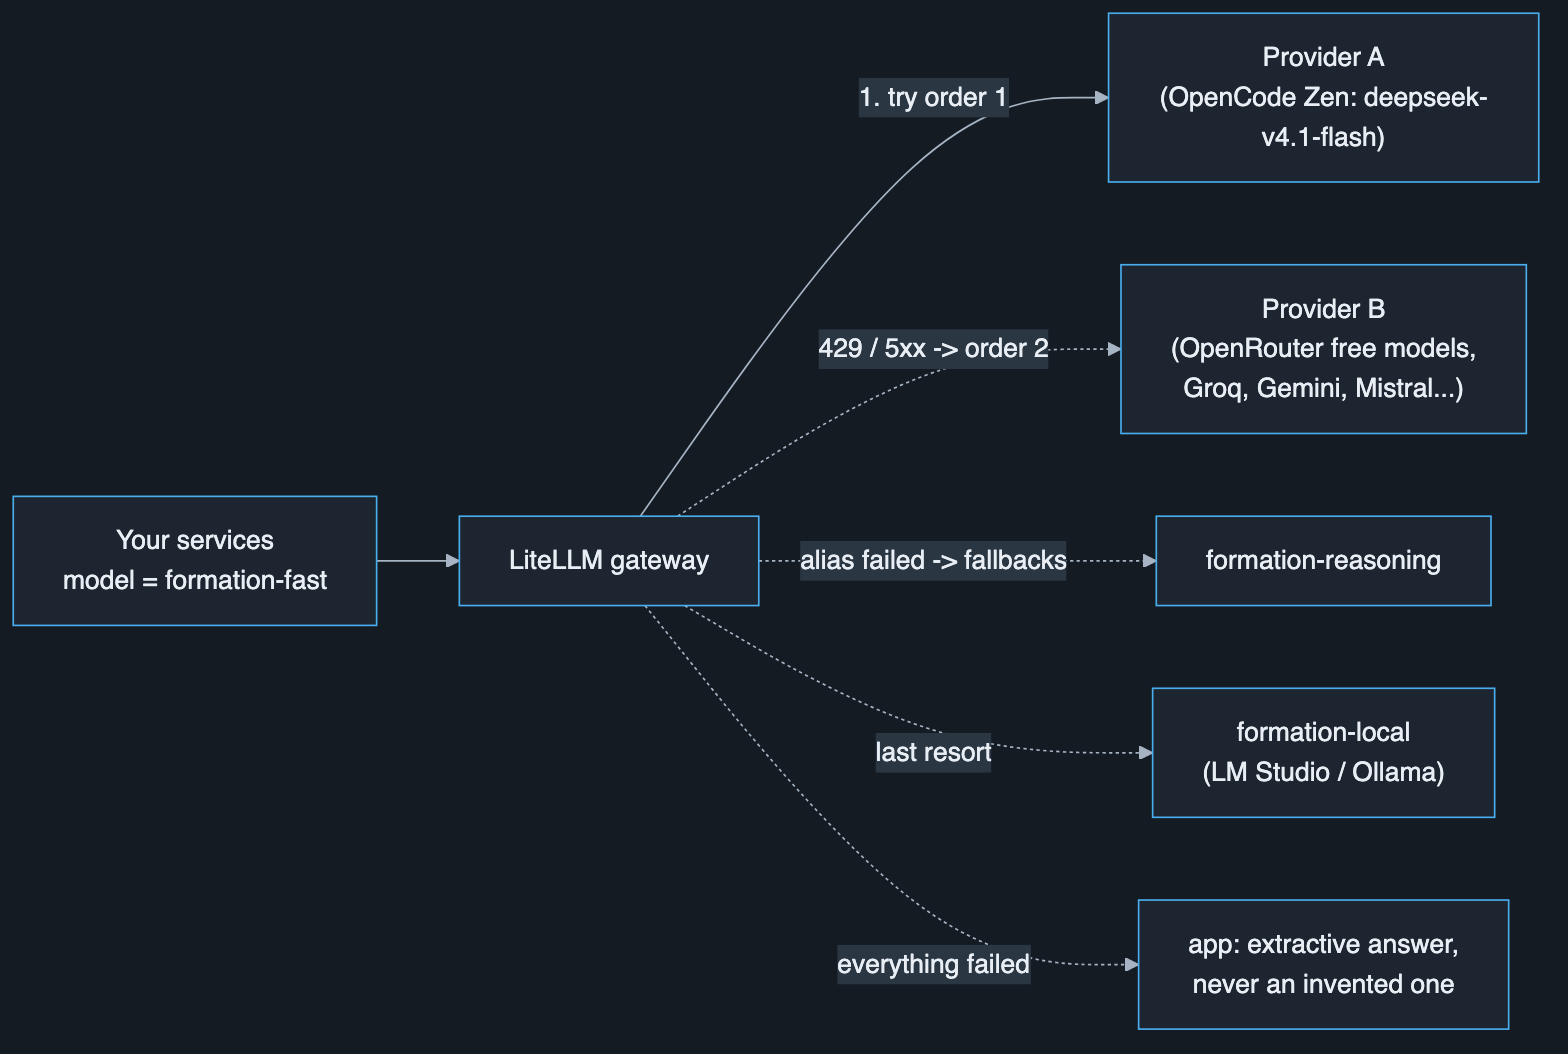 Provider A
(OpenCode Zen: deepseek-
v4.1-flash)
1. try order 1
Provider B
(OpenRouter free models,
Groq, Gemini, Mistral...)
429 / 5xx -> order 2
Your services
model = formation-fast
LiteLLM gateway
alias failed -> fallbacks
formation-reasoning
formation-local
(LM Studio / Ollama)
last resort
app: extractive answer,
never an invented one
everything failed